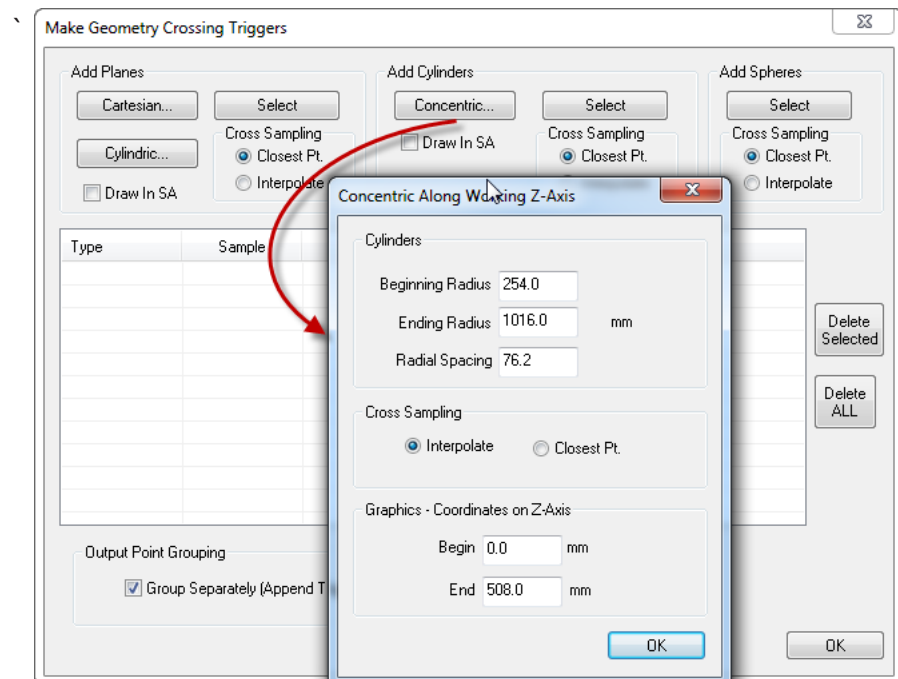 `
Make Geometry Crossing Triggers
Add Planes
Cartesian...
Select
Cylindric...
Cross Sampling
Closest Pt.
Interpolate
Draw In SA
Add Cylinders
Concentric...
Select
Draw In SA
Cross Sampling
Closest Pt.
Add Spheres
Select
Cross Sampling
Closest Pt.
Interpolate
Type Sample
Delete Selected
Delete ALL
Output Point Grouping
Group Separately (Append T
OK
Concentric Along Working Z-Axis
Cylinders
Beginning Radius 254.0
Ending Radius 1016.0 mm
Radial Spacing 76.2
Cross Sampling
Interpolate Closest Pt.
Graphics - Coordinates on Z-Axis
Begin 0.0 mm
End 508.0 mm
OK